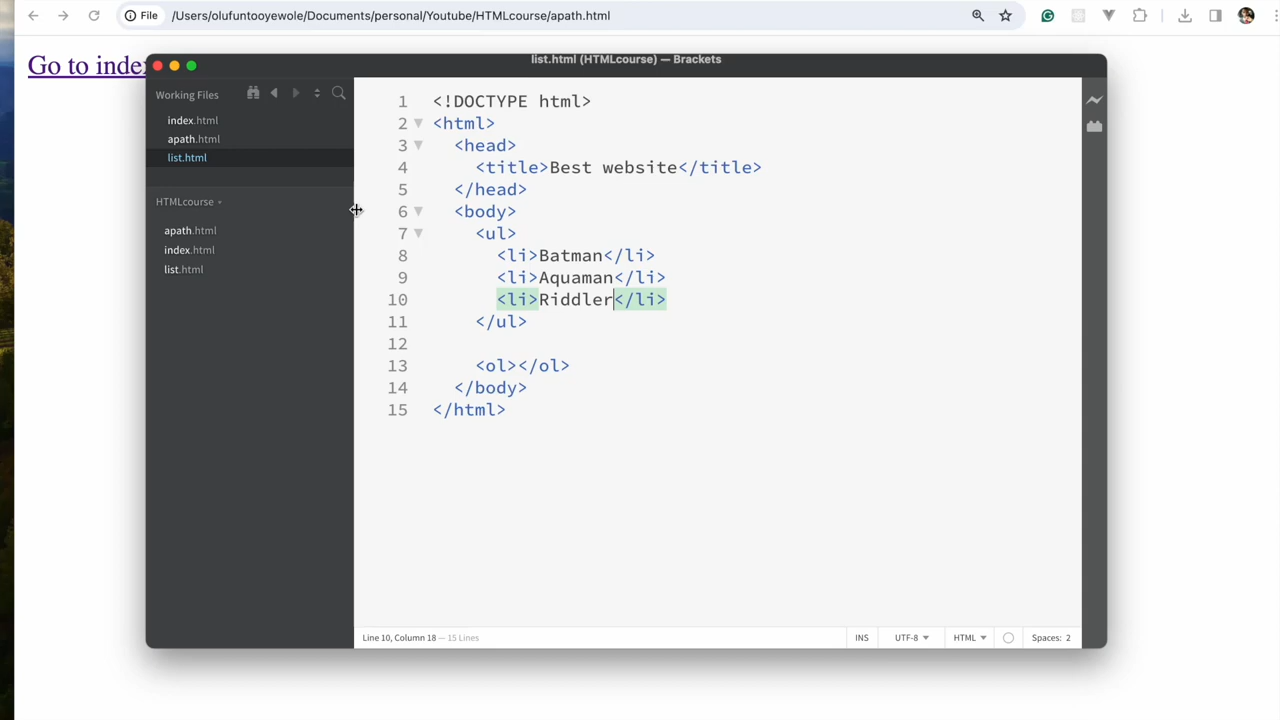 File
/Users/olufuntooyewole/Documents/personal/Youtube/HTMLcourse/apath.html
Go to inde
list.html (HTMLcourse) — Brackets
Working Files
index.html
apath.html
list.html
HTMLcourse
apath.html
index.html
list.html
1 <!DOCTYPE html>
2 <html>
3 <head>
4 <title>Best website</title>
5 </head>
6 <body>
7 <ul>
8 <li>Batman</li>
9 <li>Aquaman</li>
10 <li>Riddler</li>
11 </ul>
12
13 <ol></ol>
14 </body>
15 </html>
Line 10, Column 18 — 15 Lines
INS UTF-8 HTML Spaces: 2